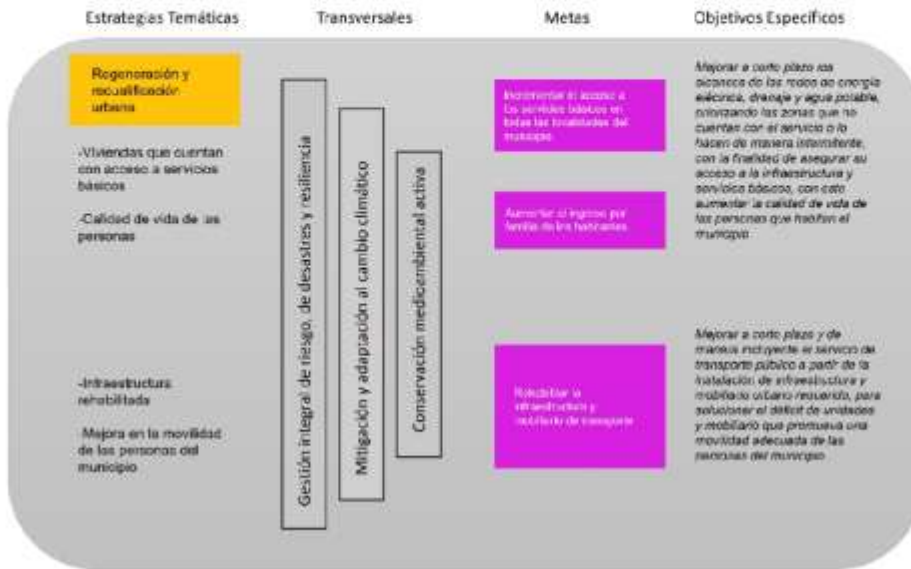 Estrategias Temáticas
Transversales
Metas
Objetivos Específicos
Regeneración y
recualificación
urbana
-Viviendas que cuentan
con acceso a servicios
básicos
-Calidad de vida de las
personas
-Infraestructura
rehabilitada
-Mejora en la movilidad
de las personas del
municipio
Gestión integral de riesgo, de desastres y resiliencia
Mitigación y adaptación al cambio climático
Conservación medioambiental activa
Incrementar el acceso a
los servicios básicos en
todas las localidades del
municipio.
Aumentar el ingreso por
familia de los habitantes.
Rehabilitar la
infraestructura y
mobiliario de transporte
Mejorar a corto plazo los
alcances de las redes de energía
eléctrica, drenaje y agua potable,
priorizando las zonas que no
cuentan con el servicio o lo
hacen de manera intermitente,
con la finalidad de asegurar su
acceso a la infraestructura y
servicios básicos, con esto
aumentar la calidad de vida de
las personas que habitan el
municipio.
Mejorar a corto plazo y de
manera incluyente el servicio de
transporte público a partir de la
instalación de infraestructura y
mobiliario urbano requerido, para
solucionar el déficit de unidades
y mobiliario que promueva una
movilidad adecuada de las
personas del municipio.